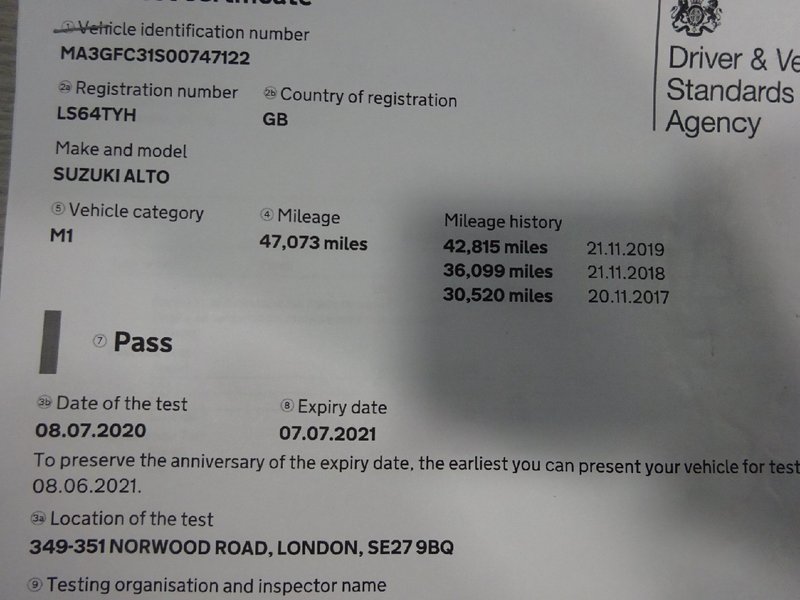 ① Vehicle identification number
MA3GFC31S00747122
2a Registration number
2b Country of registration
LS64TYH
GB
Make and model
SUZUKI ALTO
⑤ Vehicle category
④ Mileage
Mileage history
M1
47,073 miles
42,815 miles 21.11.2019
36,099 miles 21.11.2018
30,520 miles 20.11.2017
⑦ Pass
3b Date of the test
⑧ Expiry date
08.07.2020
07.07.2021
To preserve the anniversary of the expiry date, the earliest you can present your vehicle for test
08.06.2021.
3a Location of the test
349-351 NORWOOD ROAD, LONDON, SE27 9BQ
⑨ Testing organisation and inspector name
Driver & Ve
Standards
Agency